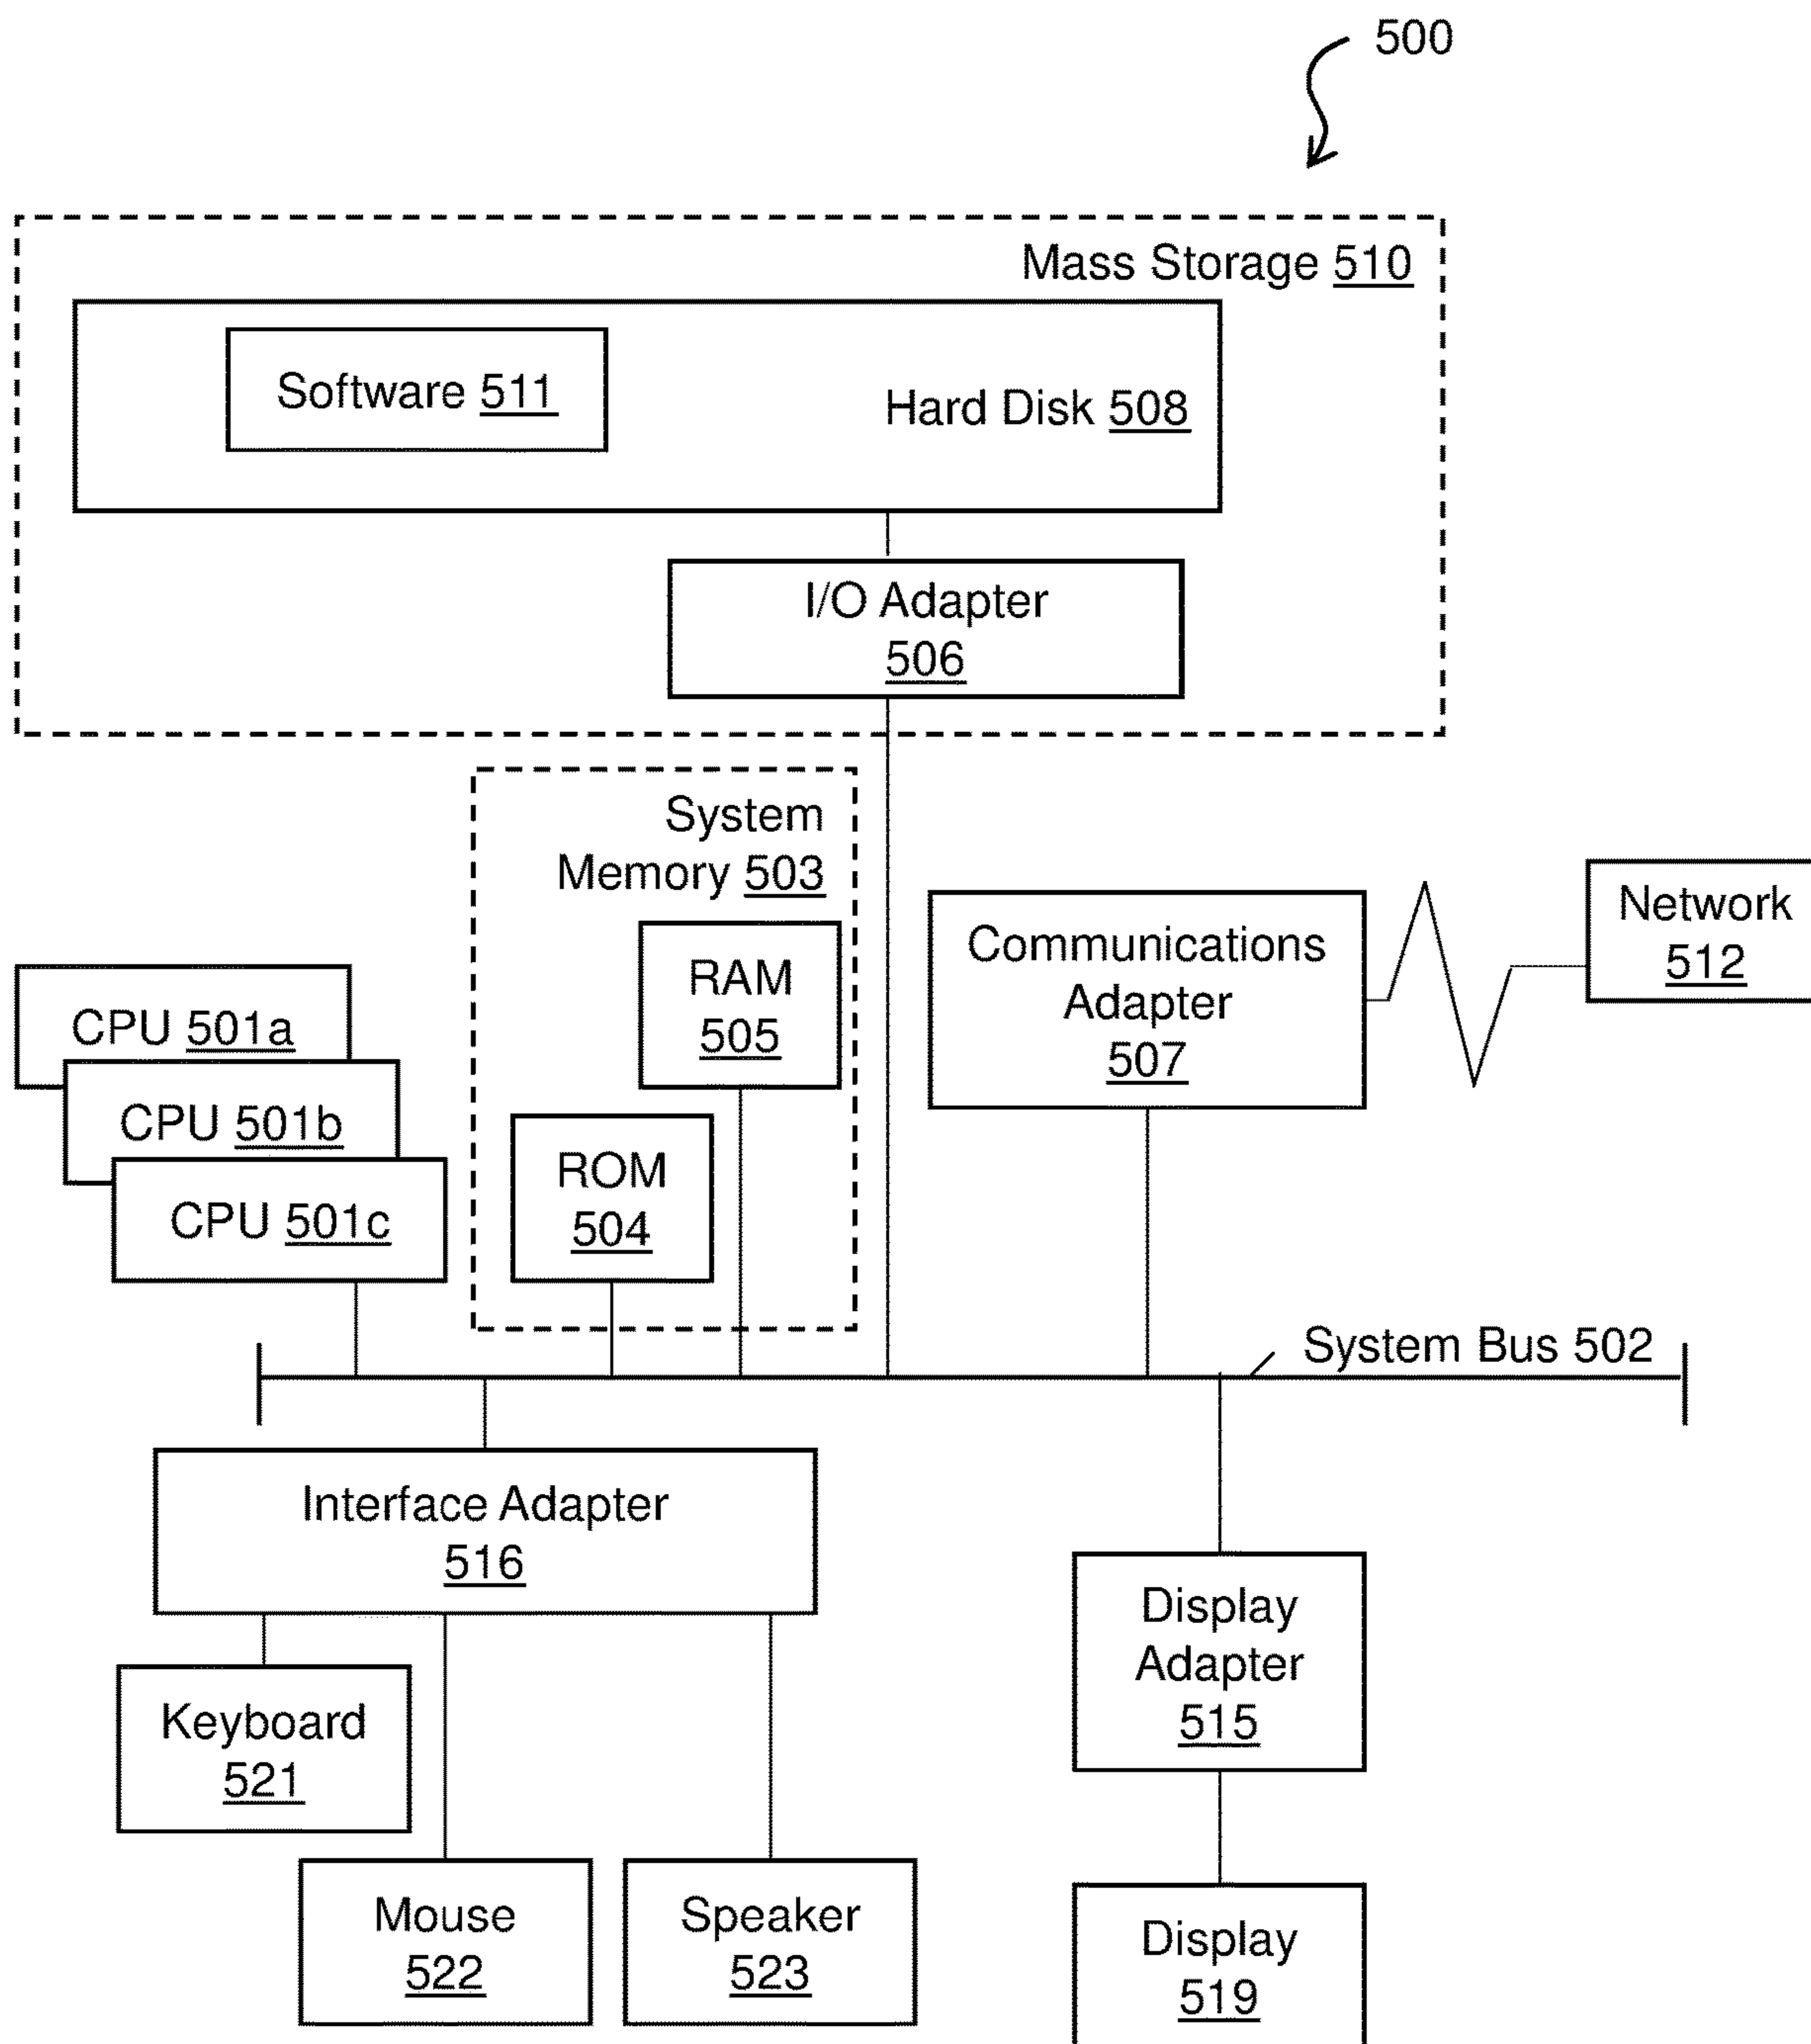 500
Mass Storage 510
Software 511
Hard Disk 508
I/O Adapter
506
System
Memory 503
RAM
505
ROM
504
CPU 501a
CPU 501b
CPU 501c
Communications
Adapter
507
Network
512
System Bus 502
Interface Adapter
516
Keyboard
521
Mouse
522
Speaker
523
Display
Adapter
515
Display
519